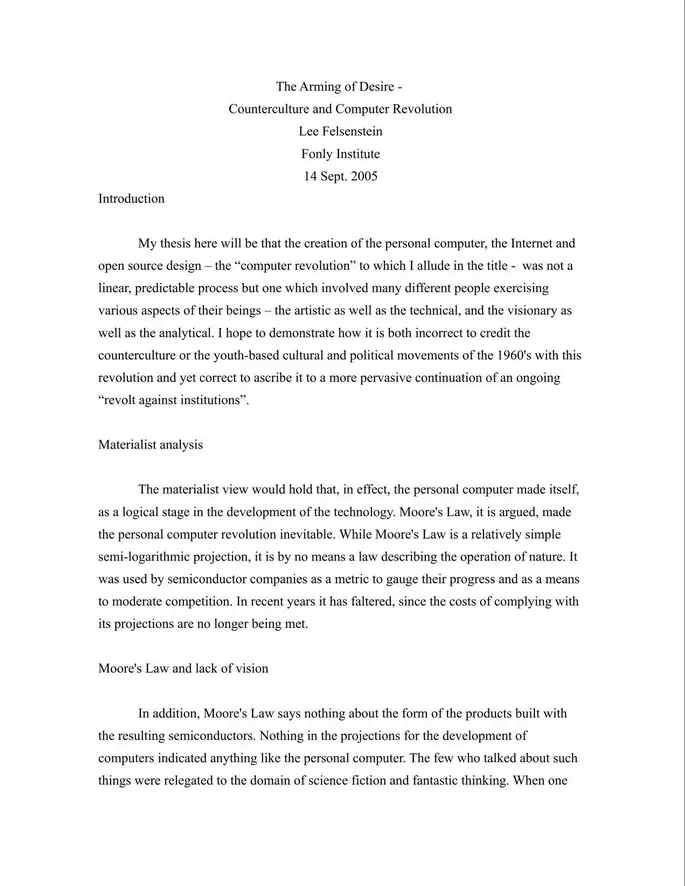 The Arming of Desire -
Counterculture and Computer Revolution
Lee Felsenstein
Fonly Institute
14 Sept. 2005
Introduction
My thesis here will be that the creation of the personal computer, the Internet and
open source design – the “computer revolution” to which I allude in the title -  was not a
linear, predictable process but one which involved many different people exercising
various aspects of their beings – the artistic as well as the technical, and the visionary as
well as the analytical. I hope to demonstrate how it is both incorrect to credit the
counterculture or the youth-based cultural and political movements of the 1960's with this
revolution and yet correct to ascribe it to a more pervasive continuation of an ongoing
“revolt against institutions”.
Materialist analysis
The materialist view would hold that, in effect, the personal computer made itself,
as a logical stage in the development of the technology. Moore's Law, it is argued, made
the personal computer revolution inevitable. While Moore's Law is a relatively simple
semi-logarithmic projection, it is by no means a law describing the operation of nature. It
was used by semiconductor companies as a metric to gauge their progress and as a means
to moderate competition. In recent years it has faltered, since the costs of complying with
its projections are no longer being met.
Moore's Law and lack of vision
In addition, Moore's Law says nothing about the form of the products built with
the resulting semiconductors. Nothing in the projections for the development of
computers indicated anything like the personal computer. The few who talked about such
things were relegated to the domain of science fiction and fantastic thinking. When one